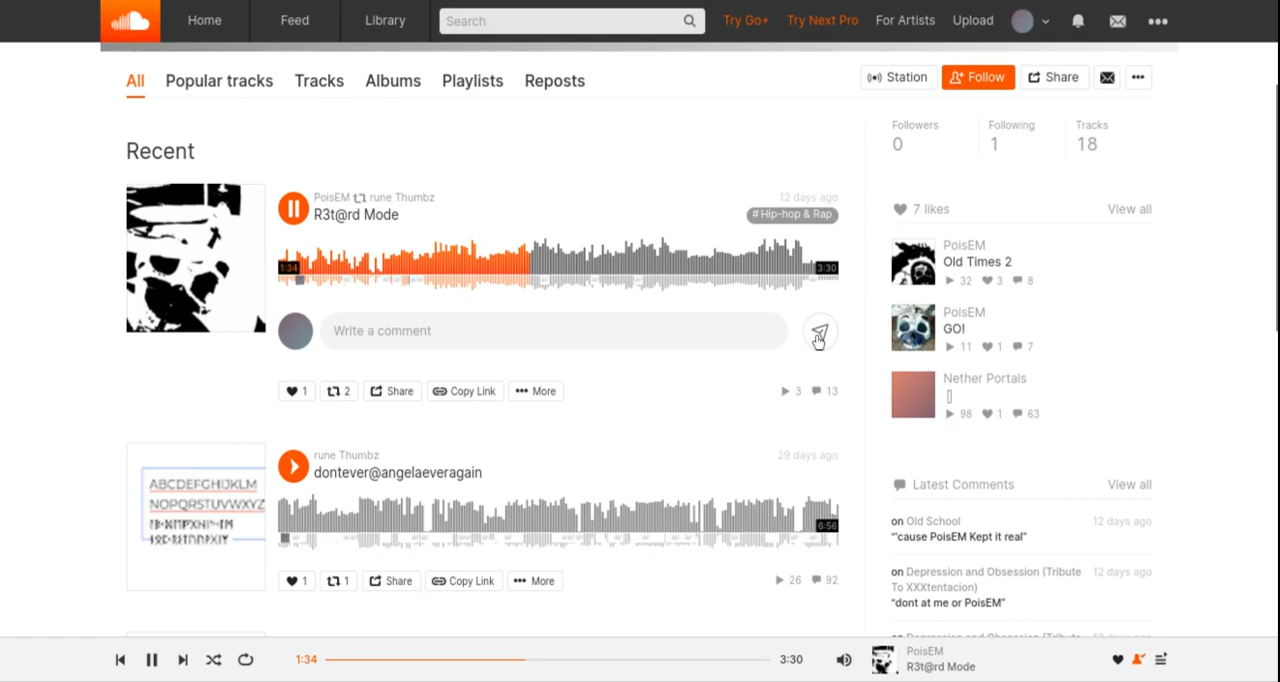 Home Feed Library Search Try Go+ Try Next Pro For Artists Upload
All Popular tracks Tracks Albums Playlists Reposts Station Follow Share
Followers Following Tracks
0 1 18
Recent
PoisEM rune Thumbz 12 days ago
R3t@rd Mode # Hip-hop & Rap
1:34 3:30
Write a comment
1 2 Share Copy Link More 3 13
rune Thumbz 29 days ago
dontever@angelaeveragain
6:56
1 1 Share Copy Link More 26 92
ABCDEFGHIJKLM
NOPQRSTUVWXYZ
7 likes View all
PoisEM
Old Times 2
32 3 8
PoisEM
GO!
11 1 7
Nether Portals
98 1 63
Latest Comments View all
on Old School 12 days ago
“'cause PoisEM Kept it real”
on Depression and Obsession (Tribute 12 days ago
To XXXtentacion)
“dont at me or PoisEM”
1:34 3:30 PoisEM
R3t@rd Mode